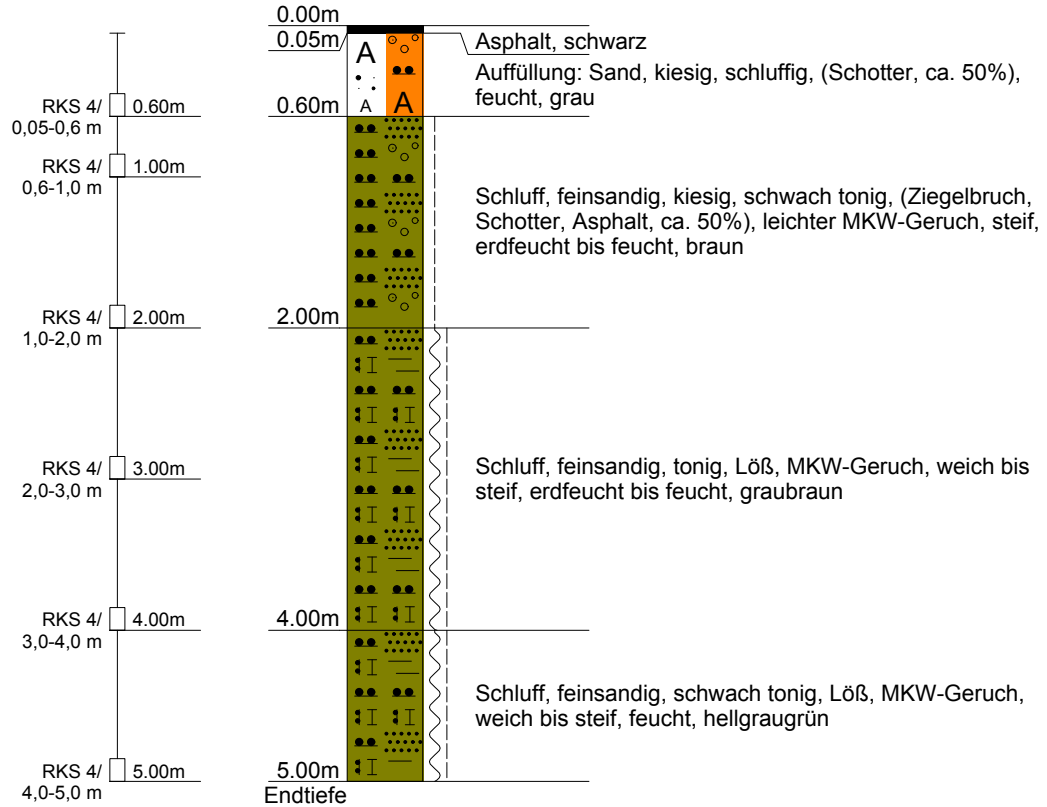 0.00m
0.05m
Asphalt, schwarz
A
Auffüllung: Sand, kiesig, schluffig, (Schotter, ca. 50%),
feucht, grau
A
A
RKS 4/
0.60m
0,05-0,6 m
0.60m
RKS 4/
1.00m
0,6-1,0 m
Schluff, feinsandig, kiesig, schwach tonig, (Ziegelbruch,
Schotter, Asphalt, ca. 50%), leichter MKW-Geruch, steif,
erdfeucht bis feucht, braun
RKS 4/
2.00m
1,0-2,0 m
2.00m
RKS 4/
3.00m
2,0-3,0 m
Schluff, feinsandig, tonig, Löß, MKW-Geruch, weich bis
steif, erdfeucht bis feucht, graubraun
RKS 4/
4.00m
3,0-4,0 m
4.00m
Schluff, feinsandig, schwach tonig, Löß, MKW-Geruch,
weich bis steif, feucht, hellgraugrün
RKS 4/
5.00m
4,0-5,0 m
5.00m
Endtiefe